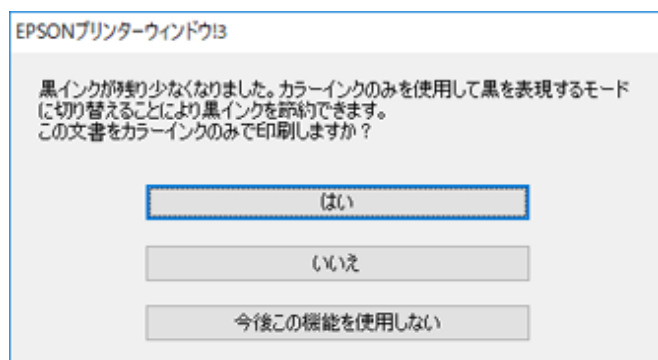 EPSONプリンターウィンドウ!3
黒インクが残り少なくなりました。カラーインクのみを使用して黒を表現するモード
に切り替えることにより黒インクを節約できます。
この文書をカラーインクのみで印刷しますか？
はい
いいえ
今後この機能を使用しない